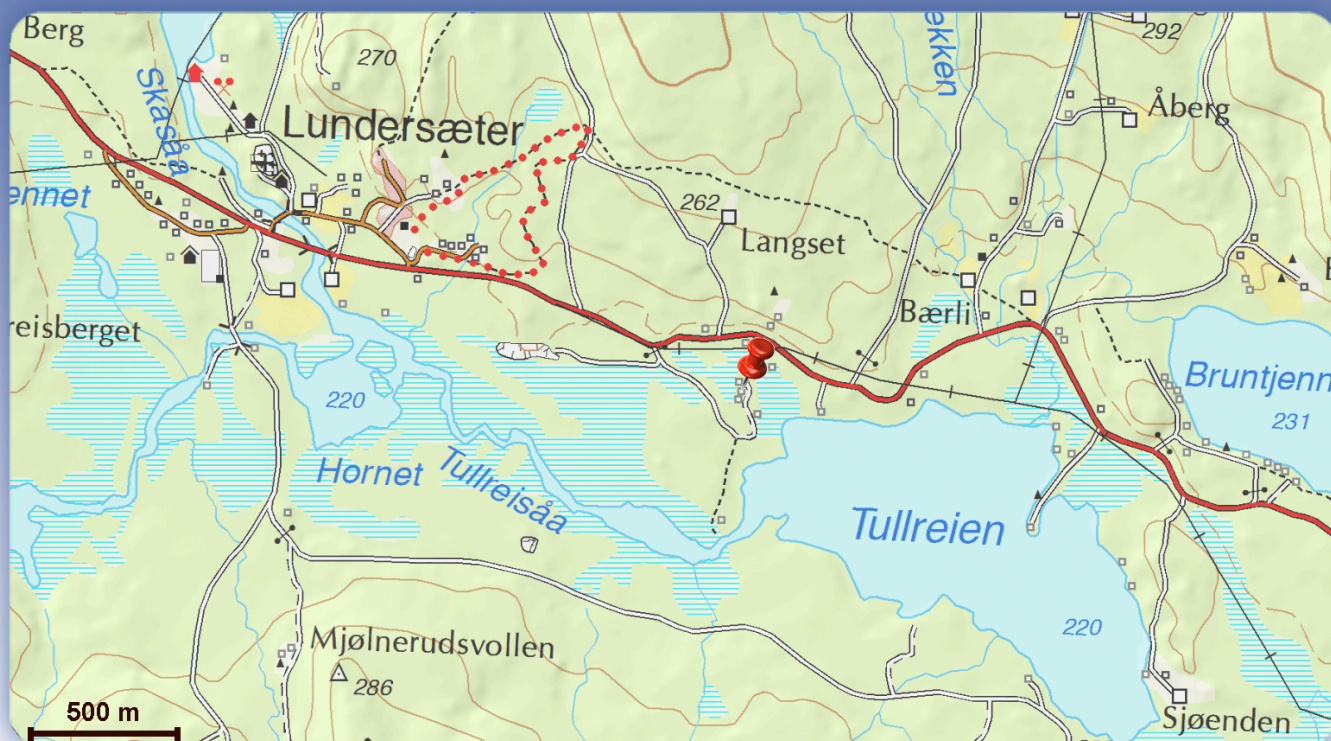 Berg
292
270
ekken
Skasåa
Åberg
Lundersæter
ennet
262
Langset
Bærli
reisberget
Bruntjenn
220
231
Hornet
Tullreisåa
Tullreien
220
Mjølnerudsvollen
286
500 m
Sjøenden